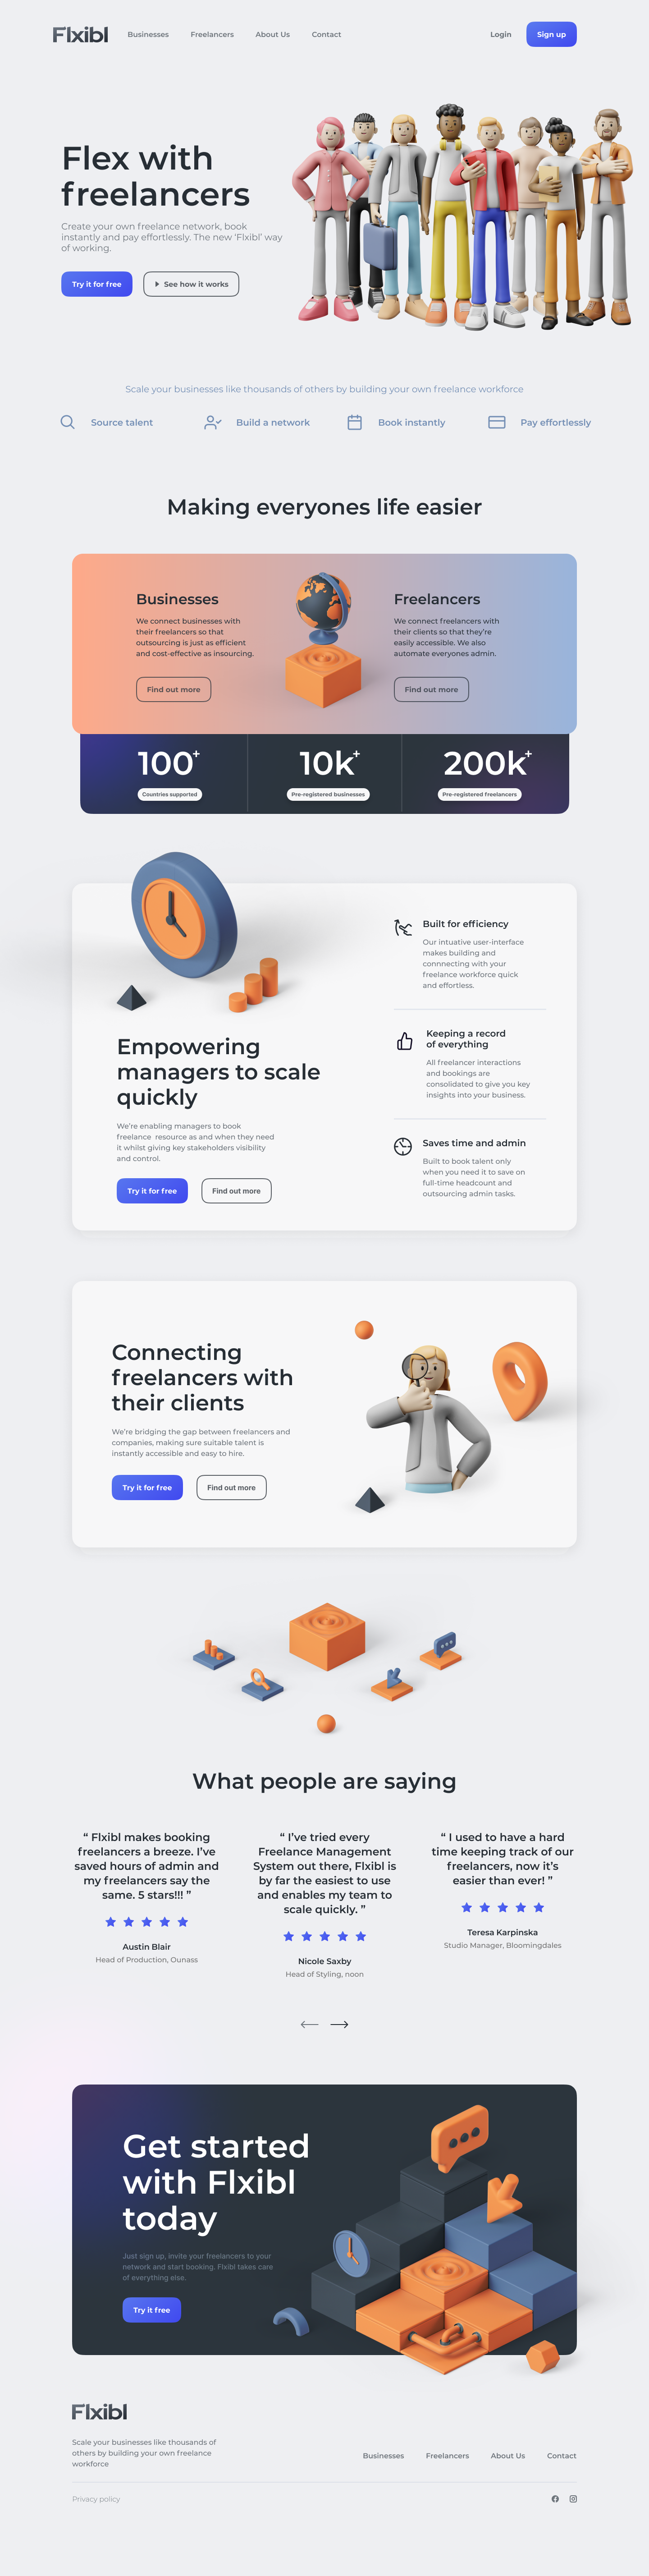 Flxibl
Businesses
Freelancers
About Us
Contact
Login
Sign up
Flex with
freelancers
Create your own freelance network, book
instantly and pay effortlessly. The new ‘Flxibl’ way
of working.
Try it for free
See how it works
Scale your businesses like thousands of others by building your own freelance workforce
Source talent
Build a network
Book instantly
Pay effortlessly
Making everyones life easier
Businesses
We connect businesses with
their freelancers so that
outsourcing is just as efficient
and cost-effective as insourcing.
Find out more
Freelancers
We connect freelancers with
their clients so that they’re
easily accessible. We also
automate everyones admin.
Find out more
100+
Countries supported
10k+
Pre-registered businesses
200k+
Pre-registered freelancers
Empowering
managers to scale
quickly
We’re enabling managers to book
freelance resource as and when they need
it whilst giving key stakeholders visibility
and control.
Try it for free
Find out more
Built for efficiency
Our intuative user-interface
makes building and
connnecting with your
freelance workforce quick
and effortless.
Keeping a record
of everything
All freelancer interactions
and bookings are
consolidated to give you key
insights into your business.
Saves time and admin
Built to book talent only
when you need it to save on
full-time headcount and
outsourcing admin tasks.
Connecting
freelancers with
their clients
We’re bridging the gap between freelancers and
companies, making sure suitable talent is
instantly accessible and easy to hire.
Try it for free
Find out more
What people are saying
“ Flxibl makes booking
freelancers a breeze. I’ve
saved hours of admin and
my freelancers say the
same. 5 stars!!! ”
Austin Blair
Head of Production, Ounass
“ I’ve tried every
Freelance Management
System out there, Flxibl is
by far the easiest to use
and enables my team to
scale quickly. ”
Nicole Saxby
Head of Styling, noon
“ I used to have a hard
time keeping track of our
freelancers, now it’s
easier than ever! ”
Teresa Karpinska
Studio Manager, Bloomingdales
Get started
with Flxibl
today
Just sign up, invite your freelancers to your
network and start booking. Flxibl takes care
of everything else.
Try it free
Flxibl
Scale your businesses like thousands of
others by building your own freelance
workforce
Businesses
Freelancers
About Us
Contact
Privacy policy